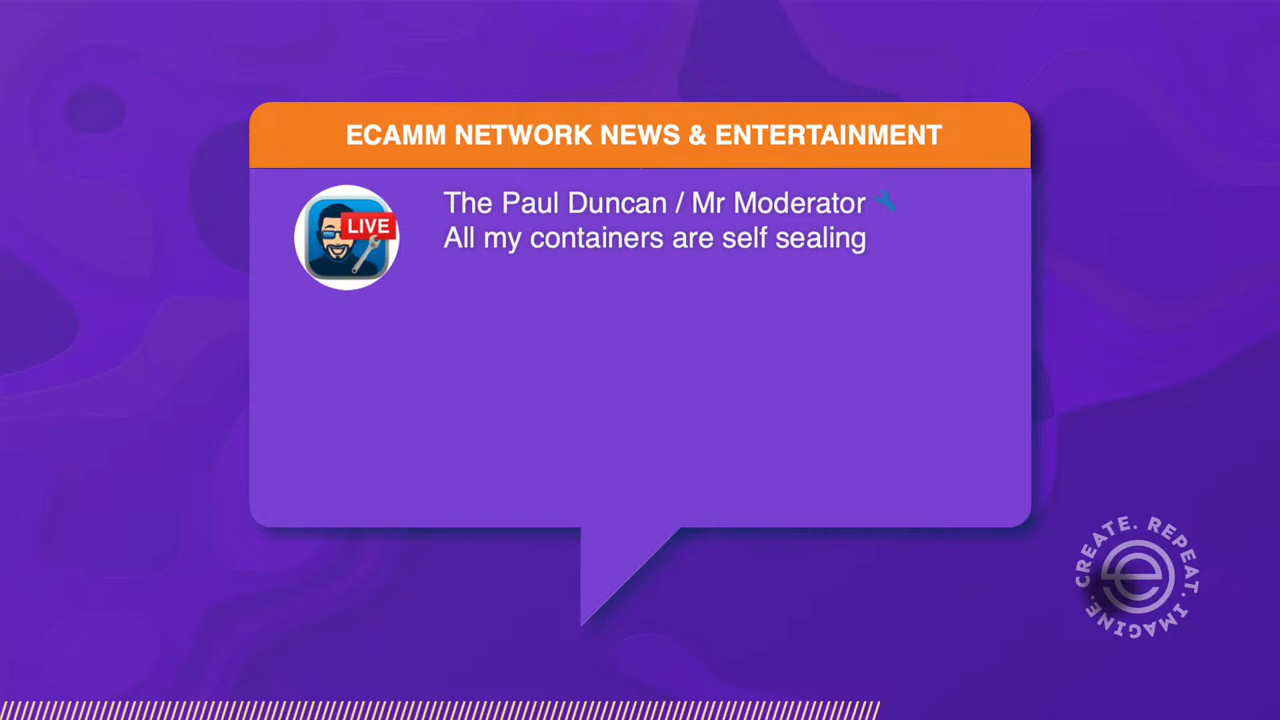 ECAMM NETWORK NEWS & ENTERTAINMENT
The Paul Duncan / Mr Moderator
LIVE
All my containers are self sealing
CREATE. REPEAT. IMAGINE.
e